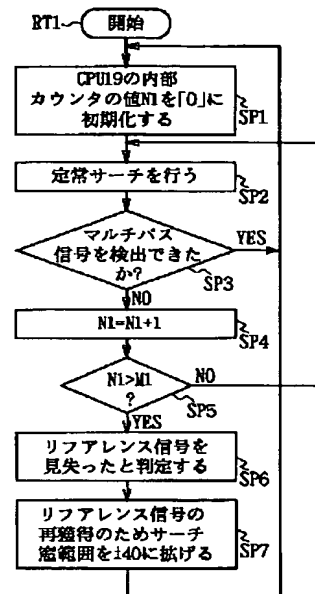 RT1
開始
CPU19の内部
カウンタの値N1を「0」に
初期化する
SP1
定常サーチを行う
SP2
マルチパス
信号を検出できた
か?
YES
SP3
NO
N1=N1+1
SP4
N1>M1
?
NO
SP5
YES
リフアレンス信号を
見失ったと判定する
SP6
リフアレンス信号の
再獲得のためサーチ
窓範囲を±40に拡げる
SP7